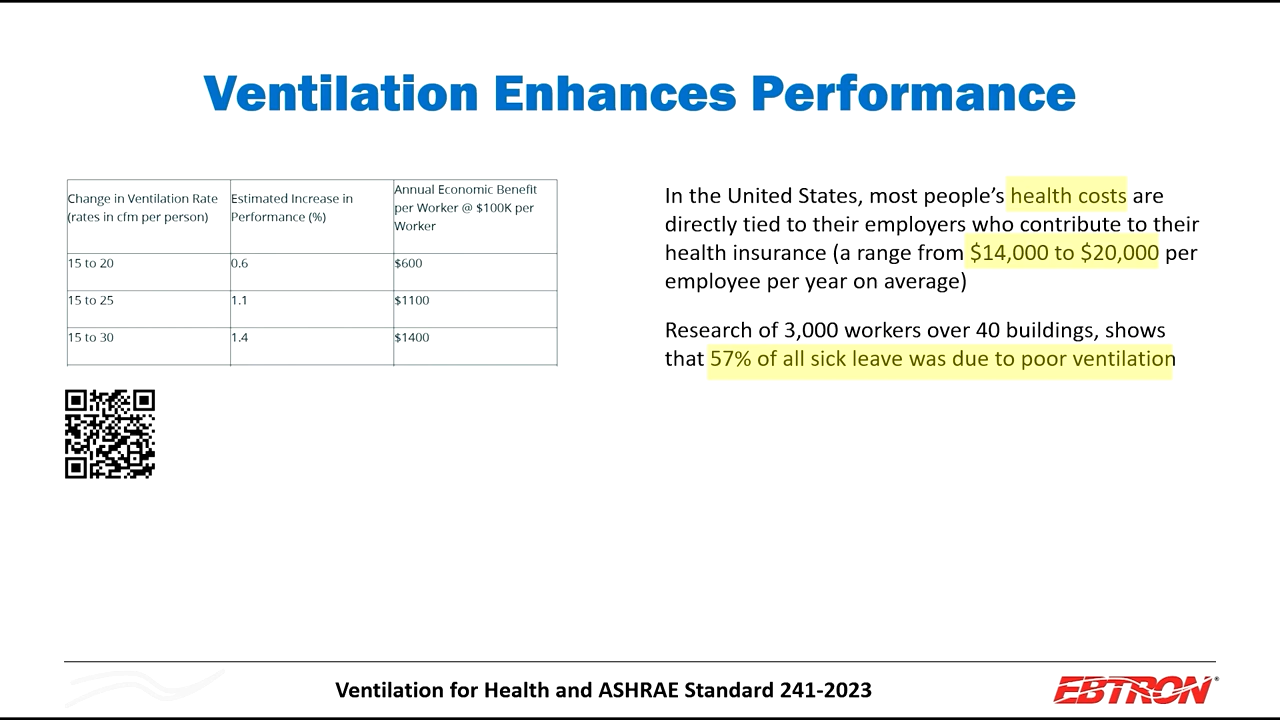 Ventilation Enhances Performance
Change in Ventilation Rate
(rates in cfm per person)
Estimated Increase in
Performance (%)
Annual Economic Benefit
per Worker @ $100K per
Worker
15 to 20
0.6
$600
15 to 25
1.1
$1100
15 to 30
1.4
$1400
In the United States, most people’s health costs are
directly tied to their employers who contribute to their
health insurance (a range from $14,000 to $20,000 per
employee per year on average)
Research of 3,000 workers over 40 buildings, shows
that 57% of all sick leave was due to poor ventilation
Ventilation for Health and ASHRAE Standard 241-2023
EBTRON®